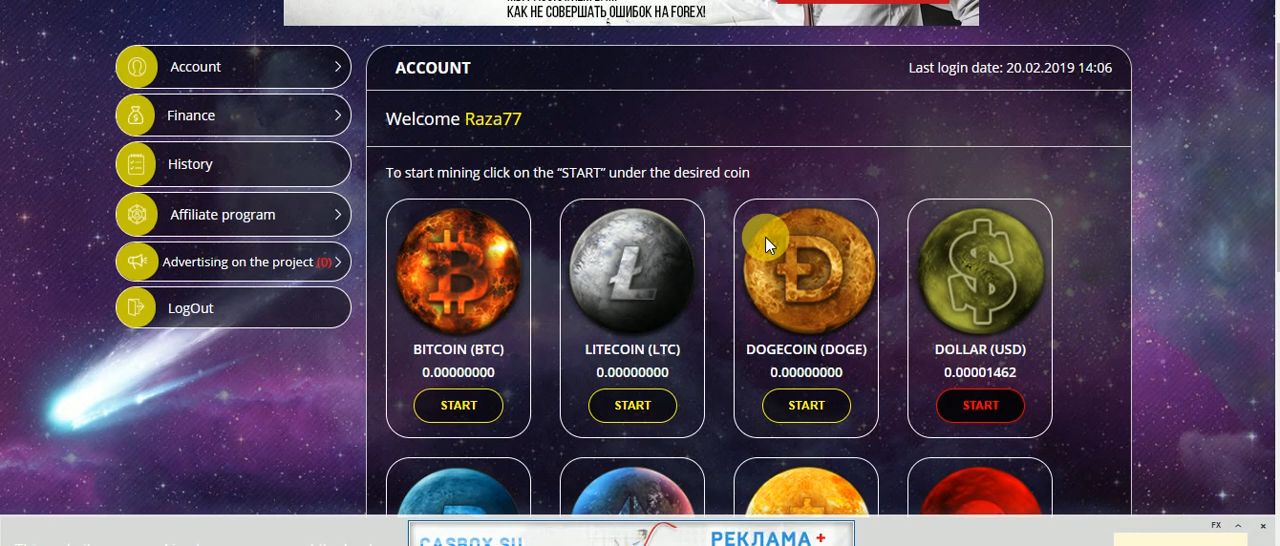 КАК НЕ СОВЕРШАТЬ ОШИБОК НА FOREX!
Account
Finance
History
Affiliate program
Advertising on the project (0)
LogOut
ACCOUNT
Last login date: 20.02.2019 14:06
Welcome Raza77
To start mining click on the “START” under the desired coin
BITCOIN (BTC)
0.00000000
START
LITECOIN (LTC)
0.00000000
START
DOGECOIN (DOGE)
0.00000000
START
DOLLAR (USD)
0.00001462
START
FX
CASBOX.SU
РЕКЛАМА +